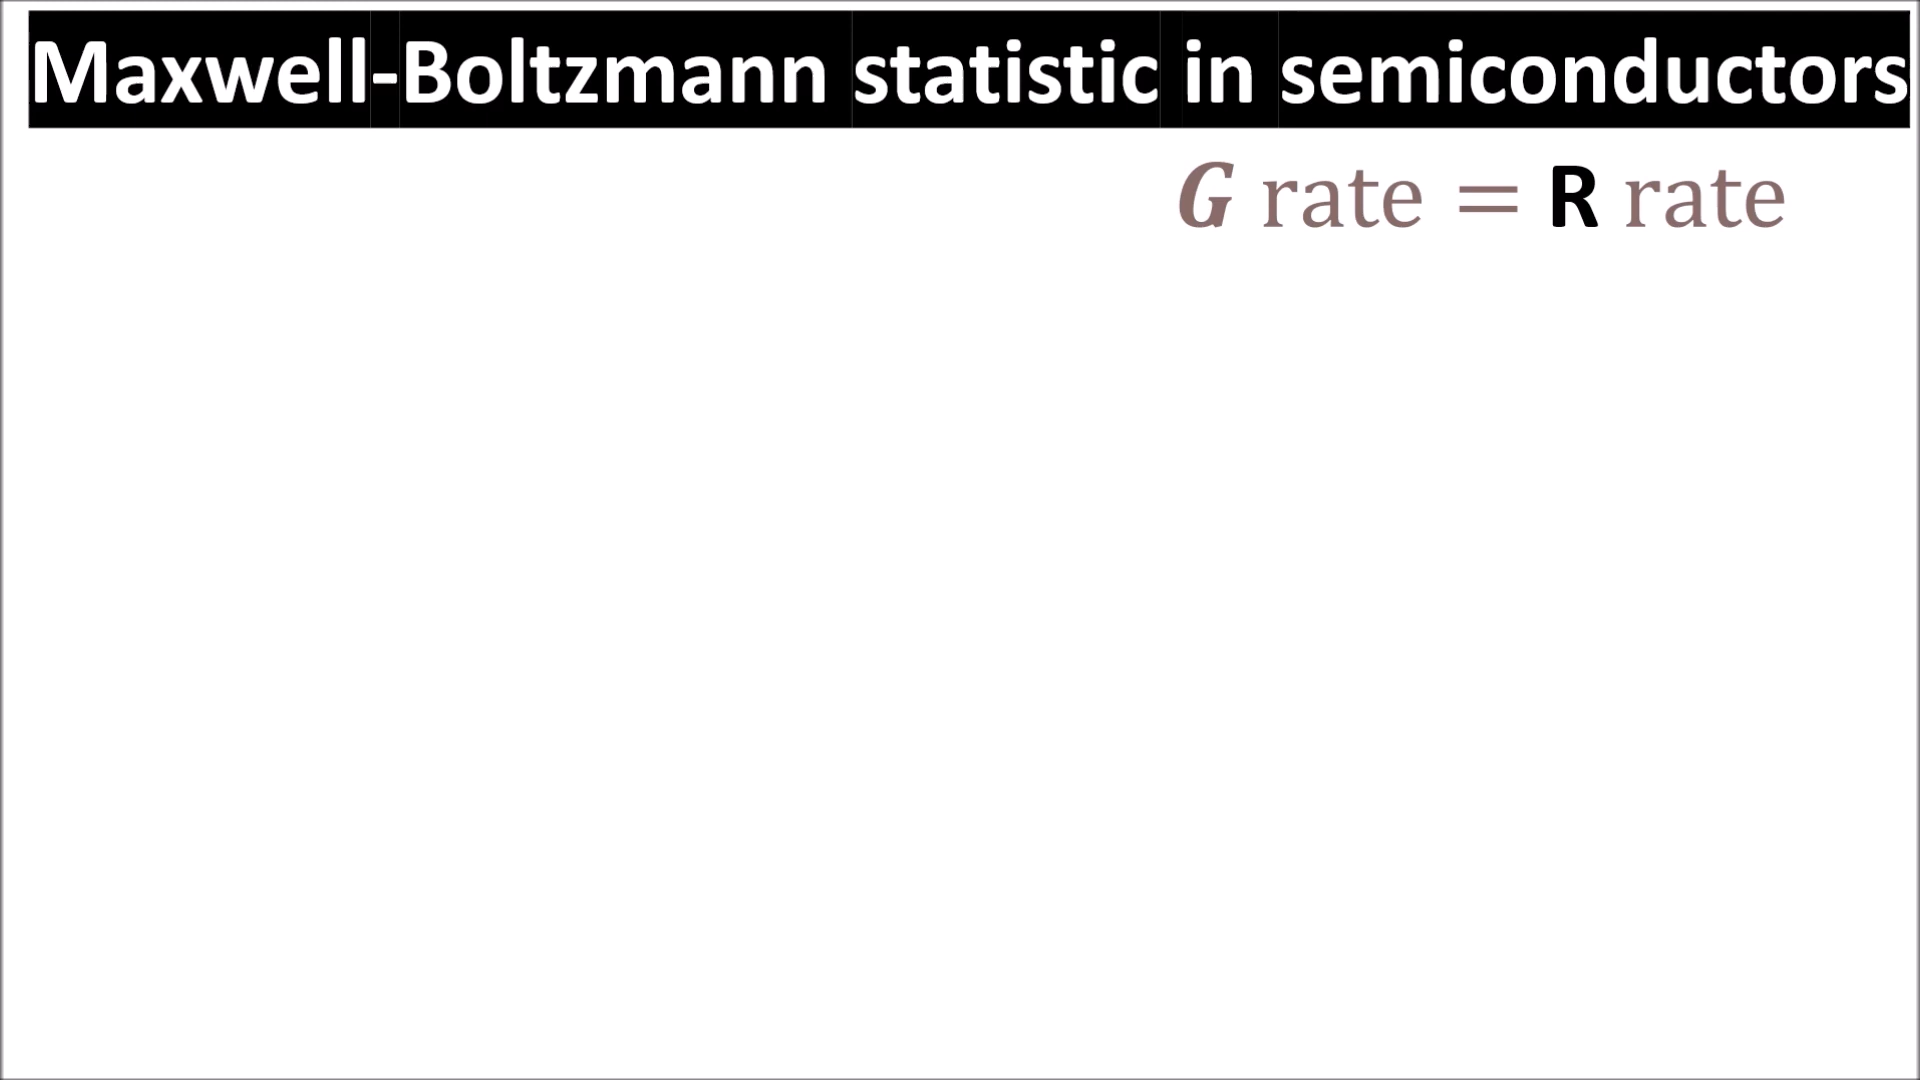 Maxwell-Boltzmann statistic in semiconductors
G rate = R rate